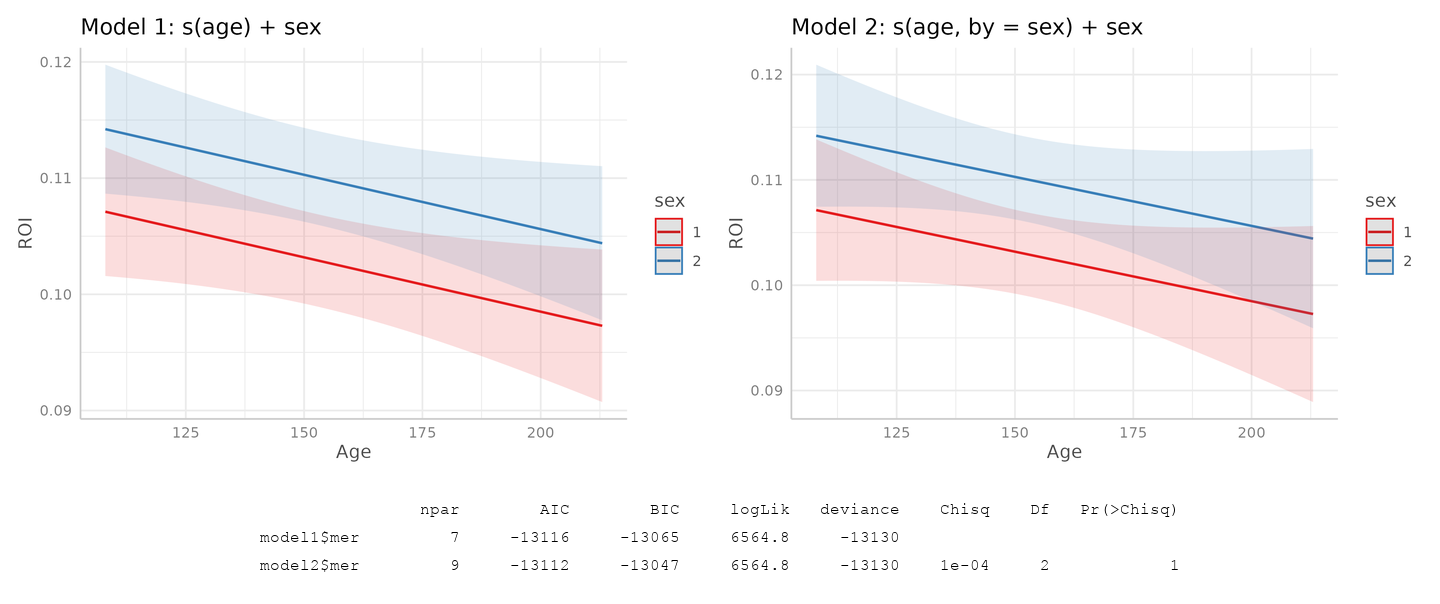 Model 1: s(age) + sex
0.12
0.11
0.10
0.09
ROI
125 150 175 200
Age
sex
1
2
Model 2: s(age, by = sex) + sex
0.12
0.11
0.10
0.09
ROI
125 150 175 200
Age
sex
1
2
npar AIC BIC logLik deviance Chisq Df Pr(>Chisq)
model1$mer 7 -13116 -13065 6564.8 -13130
model2$mer 9 -13112 -13047 6564.8 -13130 1e-04 2 1